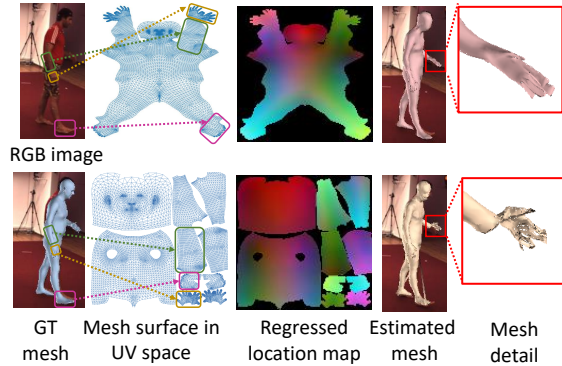 RGB image
GT mesh
Mesh surface in UV space
Regressed location map
Estimated mesh
Mesh detail